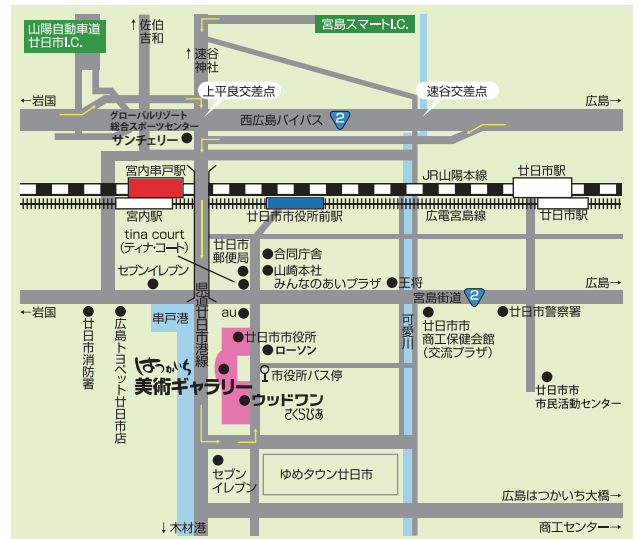 山陽自動車道
廿日市I.C.
↑佐伯
吉和
↑速谷
神社
宮島スマートI.C.
上平良交差点
速谷交差点
←岩国
広島→
グローバルリゾート
総合スポーツセンター
サンチェリー
西広島バイパス
2
宮内串戸駅
JR山陽本線
廿日市駅
宮内駅
廿日市市役所前駅
広電宮島線
廿日市駅
tina court
(ティナ・コート)
廿日市
郵便局
合同庁舎
山崎本社
みんなのあいプラザ
王将
セブンイレブン
宮島街道
2
広島→
←岩国
串戸港
県道廿日市港線
au
可愛川
廿日市警察署
廿日市消防署
広島トヨペット廿日市店
廿日市市役所
ローソン
廿日市市
商工保健会館
(交流プラザ)
はつかいち
美術ギャラリー
市役所バス停
ウッドワン
さくらぴあ
廿日市市
市民活動センター
セブン
イレブン
ゆめタウン廿日市
広島はつかいち大橋→
↓木材港
商工センター→